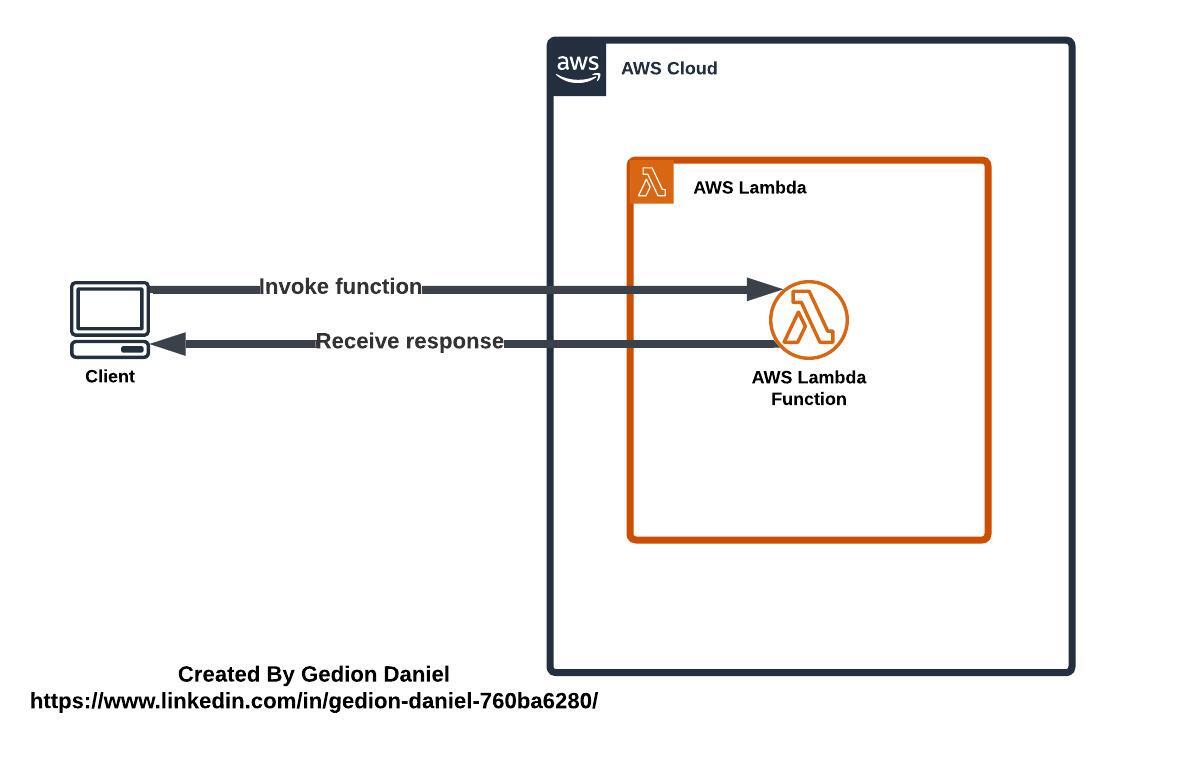 aws
AWS Cloud
AWS Lambda
Invoke function
Receive response
Client
AWS Lambda
Function
Created By Gedion Daniel
https://www.linkedin.com/in/gedion-daniel-760ba6280/